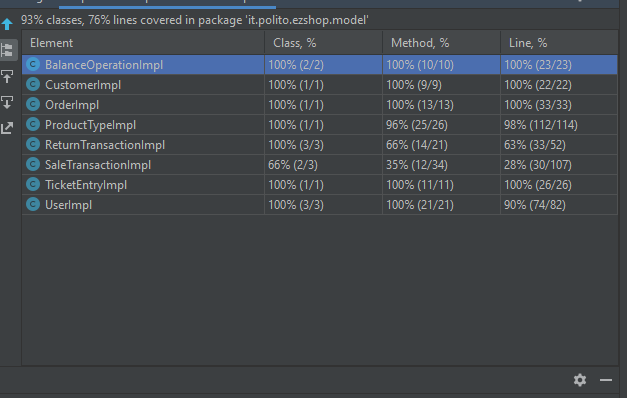 93% classes, 76% lines covered in package 'it.polito.ezshop.model'
Element Class, % Method, % Line, %
BalanceOperationImpl 100% (2/2) 100% (10/10) 100% (23/23)
CustomerImpl 100% (1/1) 100% (9/9) 100% (22/22)
OrderImpl 100% (1/1) 100% (13/13) 100% (33/33)
ProductTypeImpl 100% (1/1) 96% (25/26) 98% (112/114)
ReturnTransactionImpl 100% (3/3) 66% (14/21) 63% (33/52)
SaleTransactionImpl 66% (2/3) 35% (12/34) 28% (30/107)
TicketEntryImpl 100% (1/1) 100% (11/11) 100% (26/26)
UserImpl 100% (3/3) 100% (21/21) 90% (74/82)